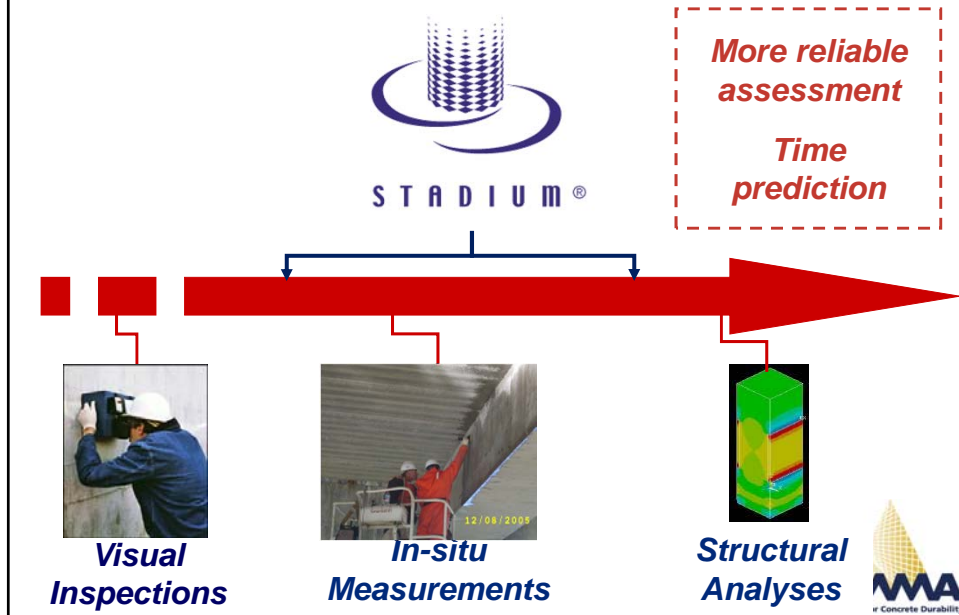 STADIUM®
More reliable
assessment
Time
prediction
12/08/2005
Visual
Inspections
In-situ
Measurements
Structural
Analyses
Concrete Durabilit